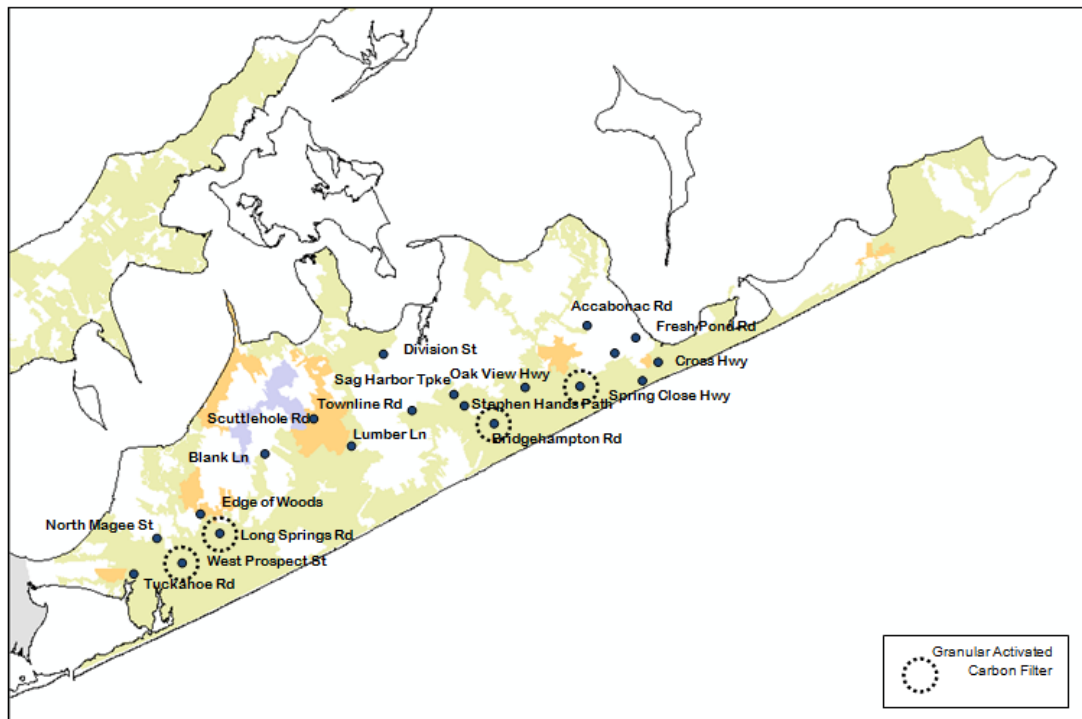 Accabonac Rd
Fresh Pond Rd
Division St
Cross Hwy
Oak View Hwy
Sag Harbor Tpke
Spring Close Hwy
Townline Rd
Stephen Hands Path
Scuttlehole Rd
Lumber Ln
Bridgehampton Rd
Blank Ln
Edge of Woods
North Magee St
Long Springs Rd
West Prospect St
Tuckahoe Rd
Granular Activated
Carbon Filter